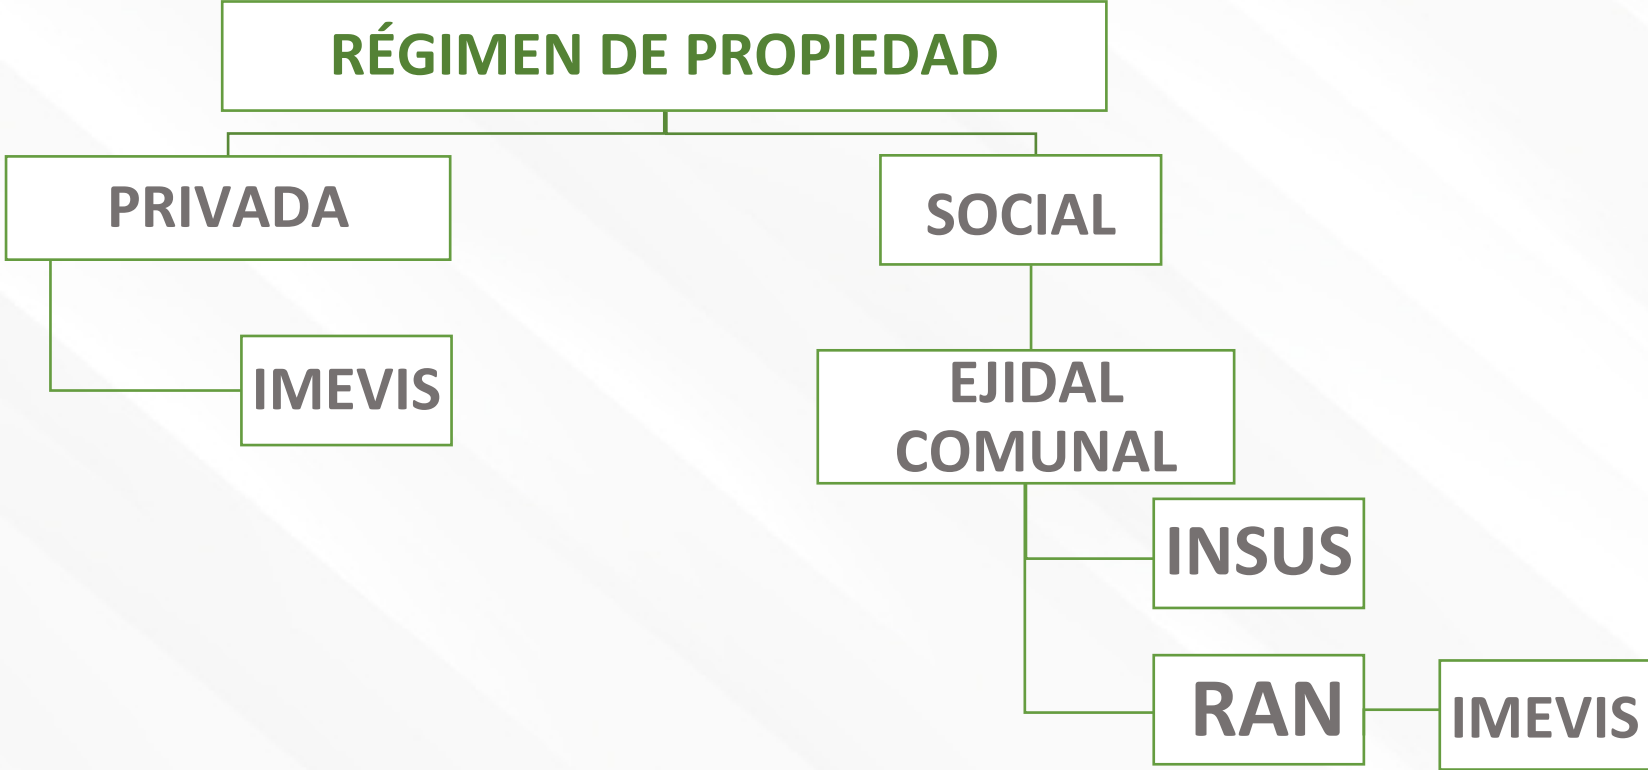 RÉGIMEN DE PROPIEDAD
PRIVADA
SOCIAL
IMEVIS
EJIDAL
COMUNAL
INSUS
RAN
IMEVIS